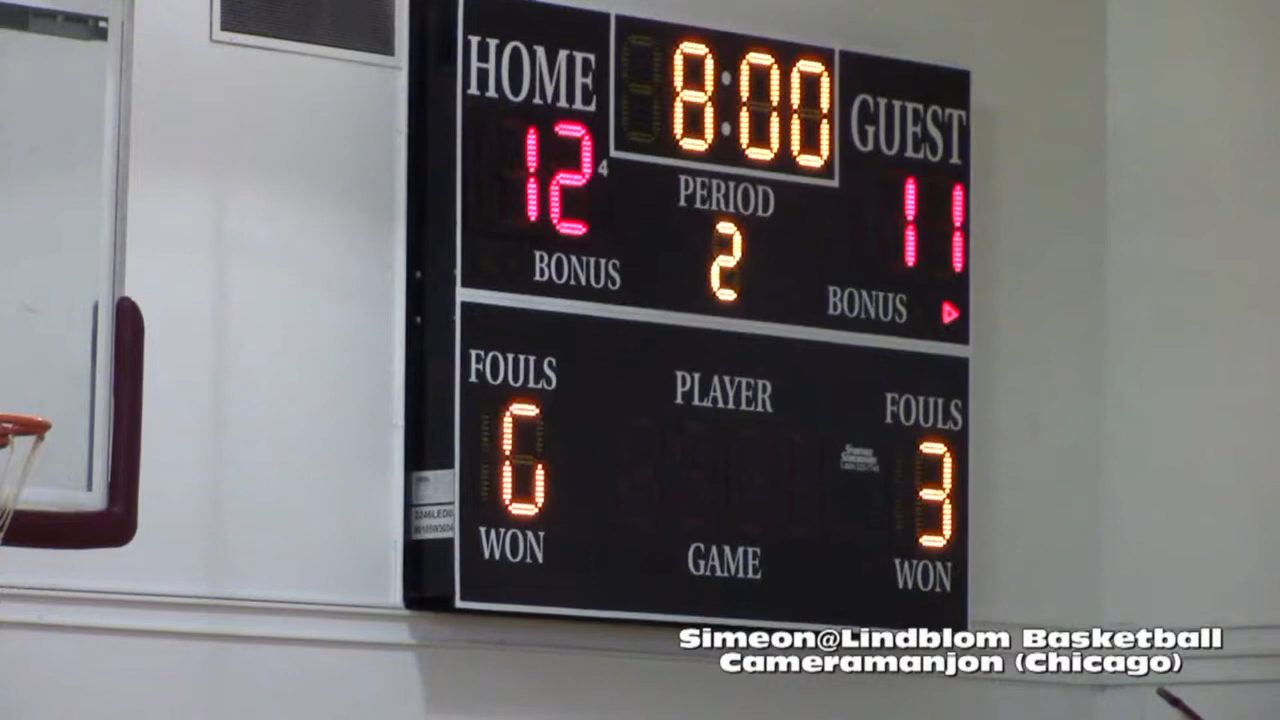 HOME
8:00
GUEST
12
4
11
PERIOD
2
BONUS
BONUS
FOULS
PLAYER
FOULS
6
3
WON
GAME
WON
Simeon@Lindblom Basketball
Cameramanjon (Chicago)